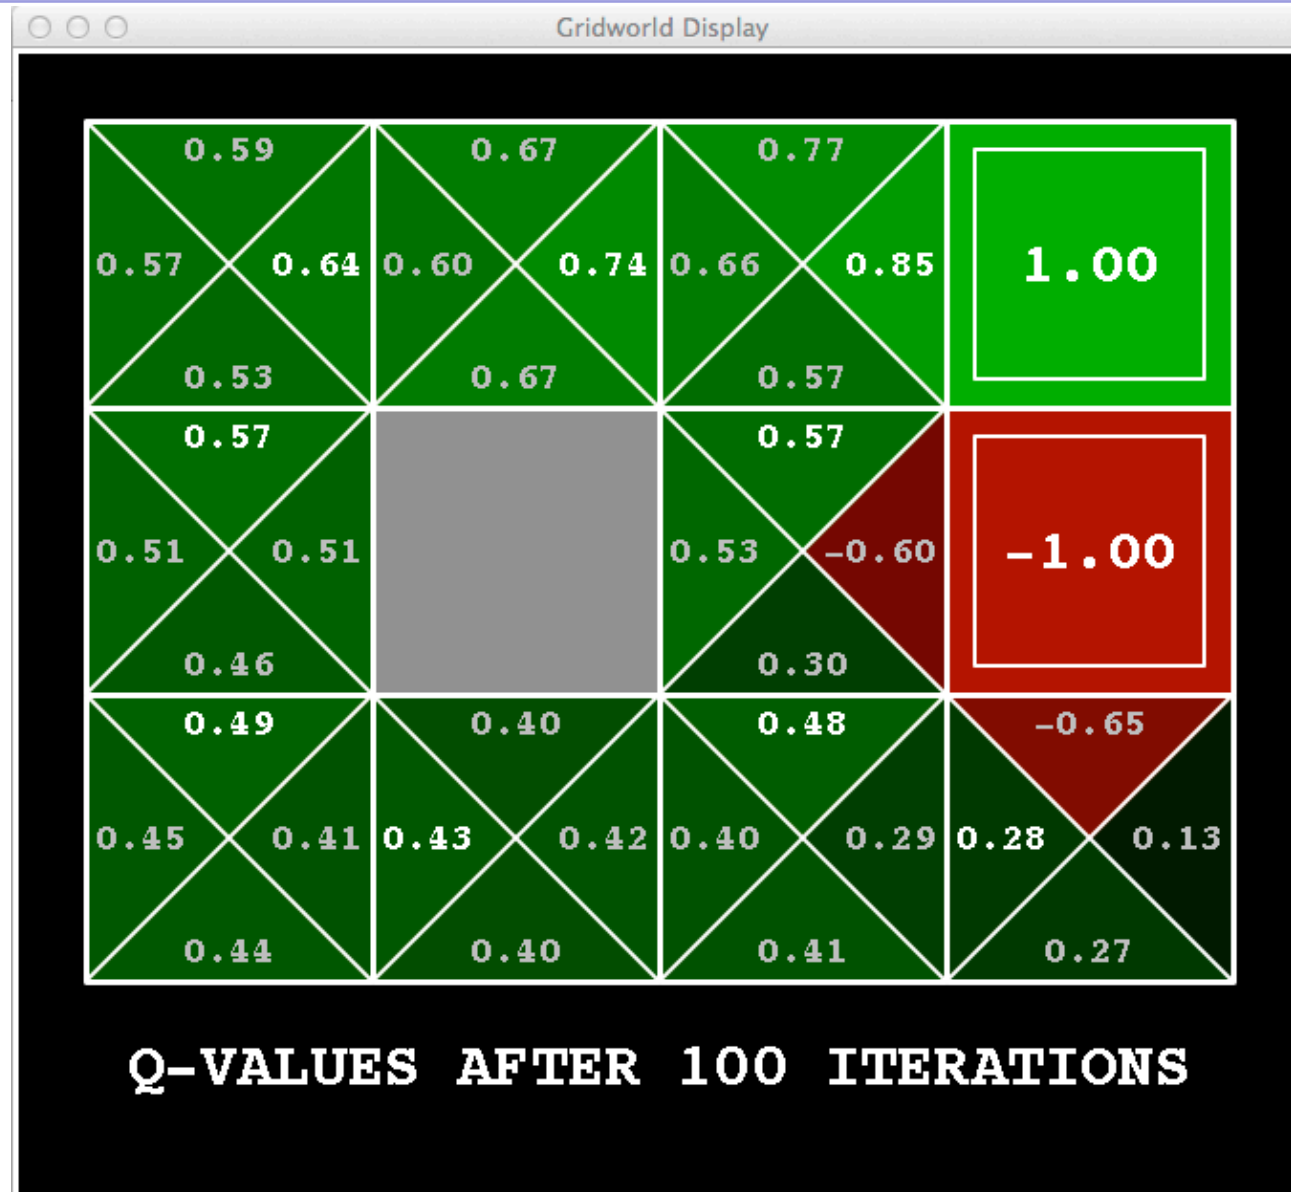 Gridworld Display
0.59 0.67 0.77
0.57 0.64 0.60 0.74 0.66 0.85 1.00
0.53 0.67 0.57
0.57 0.57
0.51 0.51 0.53 -0.60 -1.00
0.46 0.30
0.49 0.40 0.48 -0.65
0.45 0.41 0.43 0.42 0.40 0.29 0.28 0.13
0.44 0.40 0.41 0.27
Q-VALUES AFTER 100 ITERATIONS